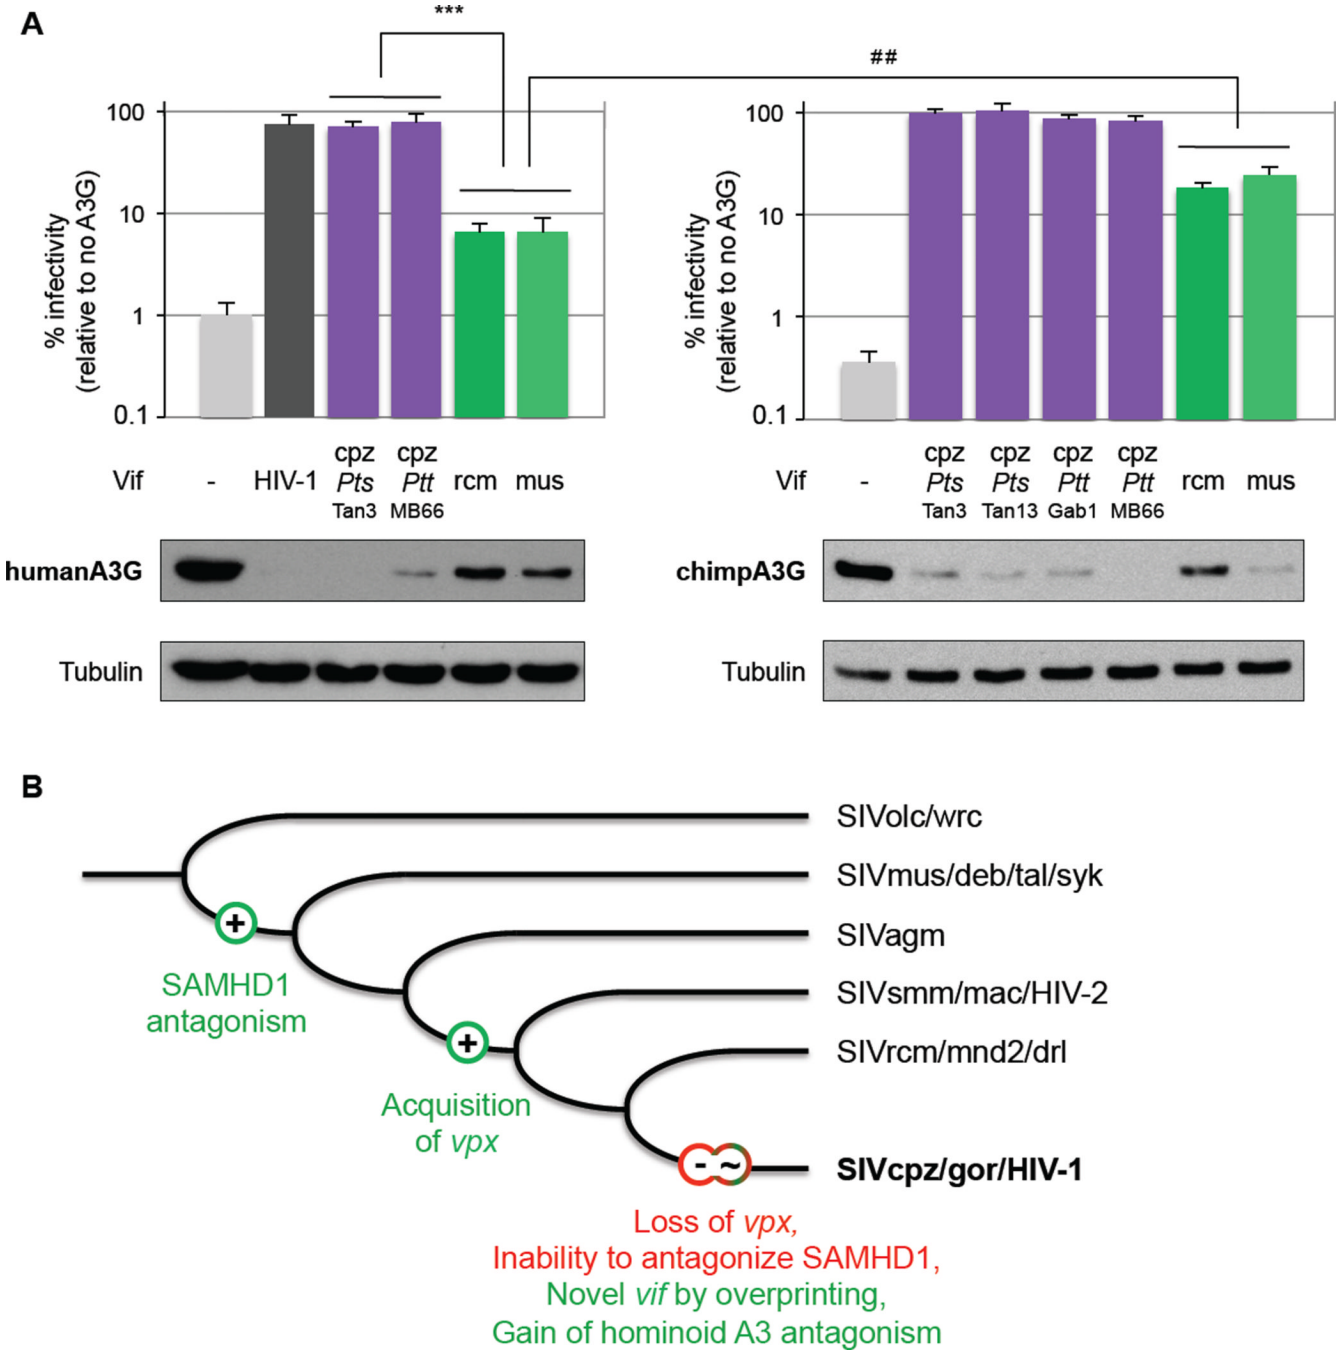 A
***
##
% infectivity
(relative to no A3G)
100
10
1
0.1
% infectivity
(relative to no A3G)
100
10
1
0.1
Vif
-
HIV-1
cpz
Pts
Tan3
cpz
Ptt
MB66
rcm
mus
Vif
-
cpz
Pts
Tan3
cpz
Pts
Tan13
cpz
Ptt
Gab1
cpz
Ptt
MB66
rcm
mus
humanA3G
chimpA3G
Tubulin
Tubulin
B
SIVolc/wrc
SIVmus/deb/tal/syk
+
SIVagm
SAMHD1
antagonism
SIVsmm/mac/HIV-2
+
SIVrcm/mnd2/drl
Acquisition
of vpx
- ~
SIVcpz/gor/HIV-1
Loss of vpx,
Inability to antagonize SAMHD1,
Novel vif by overprinting,
Gain of hominoid A3 antagonism